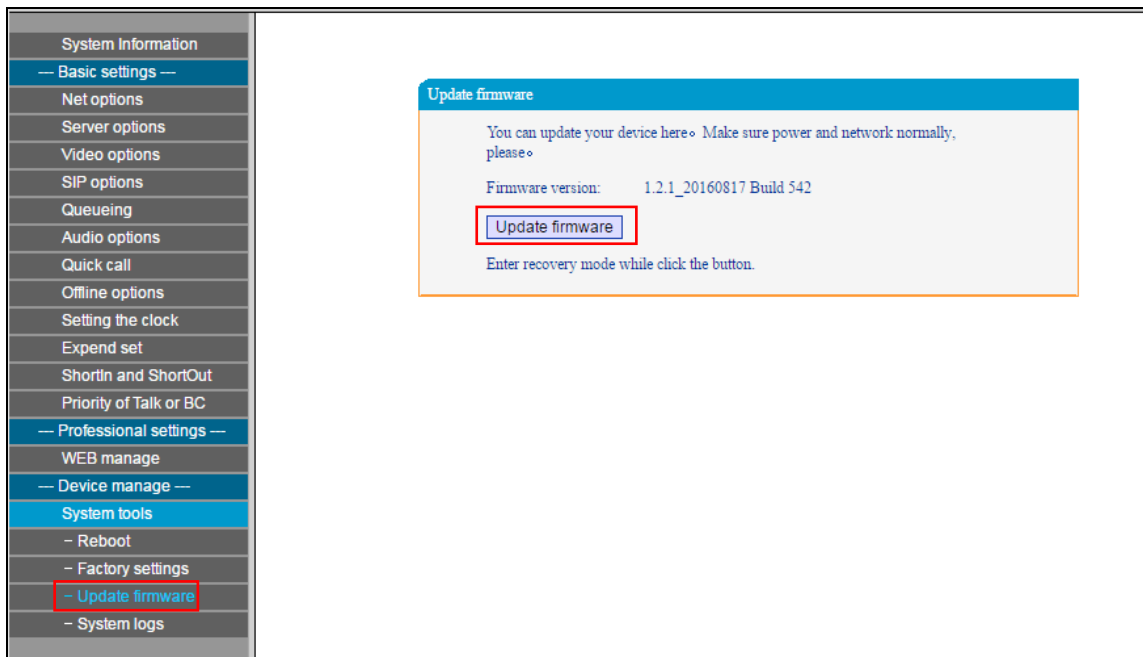 System Information
--- Basic settings ---
Net options
Server options
Video options
SIP options
Queueing
Audio options
Quick call
Offline options
Setting the clock
Expend set
ShortIn and ShortOut
Priority of Talk or BC
--- Professional settings ---
WEB manage
--- Device manage ---
System tools
− Reboot
− Factory settings
− Update firmware
− System logs
Update firmware
You can update your device here。 Make sure power and network normally,
please。
Firmware version: 1.2.1_20160817 Build 542
Update firmware
Enter recovery mode while click the button.